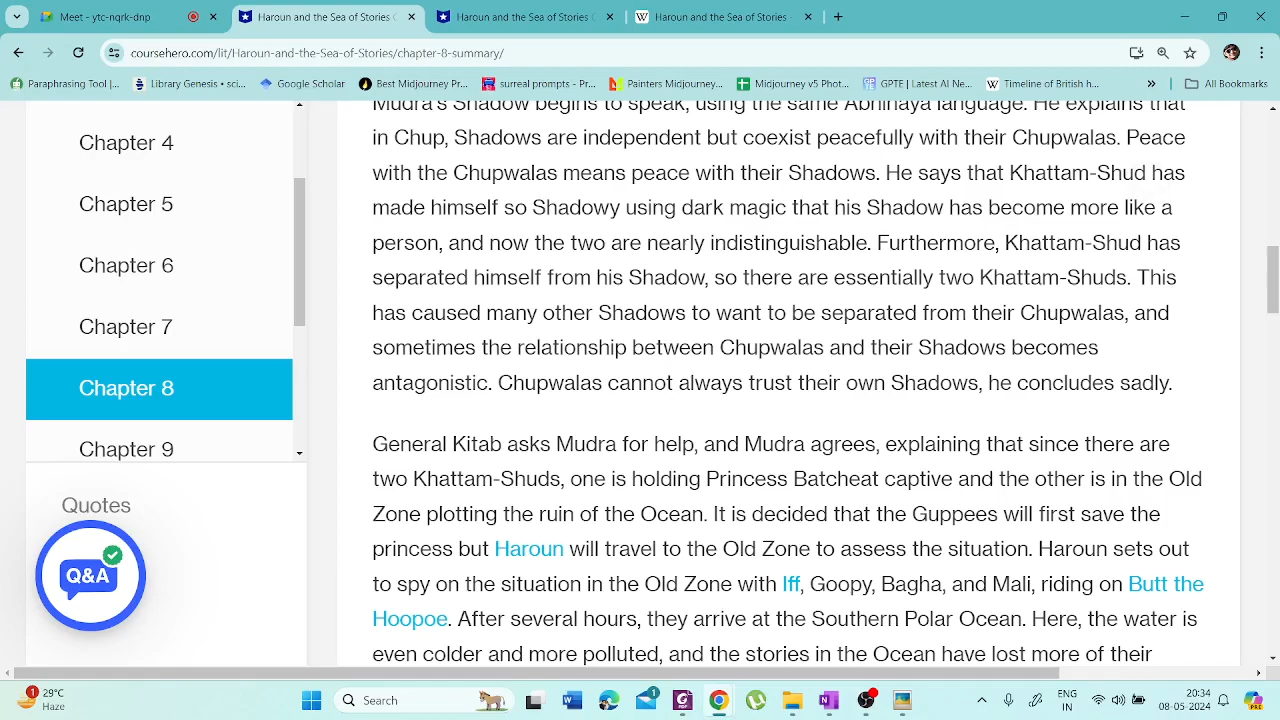 Meet - ytc-nqrk-dnp
Haroun and the Sea of Stories C
Haroun and the Sea of Stories
Haroun and the Sea of Stories
coursehero.com/lit/Haroun-and-the-Sea-of-Stories/chapter-8-summary/
Paraphrasing Tool |
Library Genesis • sci...
Google Scholar
Best Midjourney Pr...
surreal prompts - Pr...
Painters Midjourney...
Midjourney v5 Phot...
GPTE | Latest AI Ne...
Timeline of British h...
»
All Bookmarks
Mudra's Shadow begins to speak, using the same Abhinaya language. He explains that
in Chup, Shadows are independent but coexist peacefully with their Chupwalas. Peace
with the Chupwalas means peace with their Shadows. He says that Khattam-Shud has
made himself so Shadowy using dark magic that his Shadow has become more like a
person, and now the two are nearly indistinguishable. Furthermore, Khattam-Shud has
separated himself from his Shadow, so there are essentially two Khattam-Shuds. This
has caused many other Shadows to want to be separated from their Chupwalas, and
sometimes the relationship between Chupwalas and their Shadows becomes
antagonistic. Chupwalas cannot always trust their own Shadows, he concludes sadly.
General Kitab asks Mudra for help, and Mudra agrees, explaining that since there are
two Khattam-Shuds, one is holding Princess Batcheat captive and the other is in the Old
Zone plotting the ruin of the Ocean. It is decided that the Guppees will first save the
princess but Haroun will travel to the Old Zone to assess the situation. Haroun sets out
to spy on the situation in the Old Zone with Iff, Goopy, Bagha, and Mali, riding on Butt the
Hoopoe. After several hours, they arrive at the Southern Polar Ocean. Here, the water is
even colder and more polluted, and the stories in the Ocean have lost more of their
Chapter 4
Chapter 5
Chapter 6
Chapter 7
Chapter 8
Chapter 9
Quotes
Q&A
29°C
Haze
Search
ENG
IN
20:34
08-05-2024